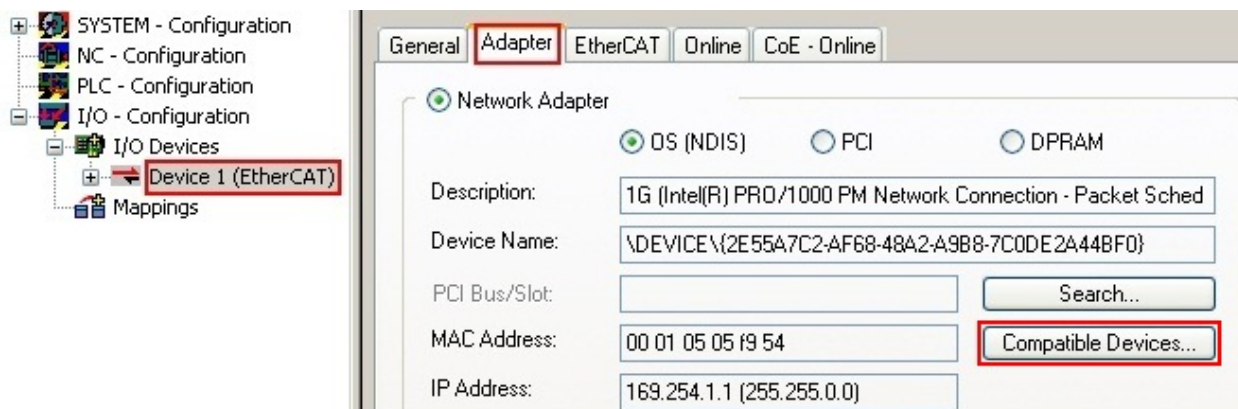 SYSTEM - Configuration
NC - Configuration
PLC - Configuration
I/O - Configuration
I/O Devices
Device 1 (EtherCAT)
Mappings
General Adapter EtherCAT Online CoE - Online
Network Adapter
OS (NDIS) PCI DPRAM
Description: 1G (Intel(R) PRO/1000 PM Network Connection - Packet Sched
Device Name: \DEVICE\{2E55A7C2-AF68-48A2-A9B8-7C0DE2A44BF0}
PCI Bus/Slot: Search...
MAC Address: 00 01 05 05 f9 54 Compatible Devices...
IP Address: 169.254.1.1 (255.255.0.0)